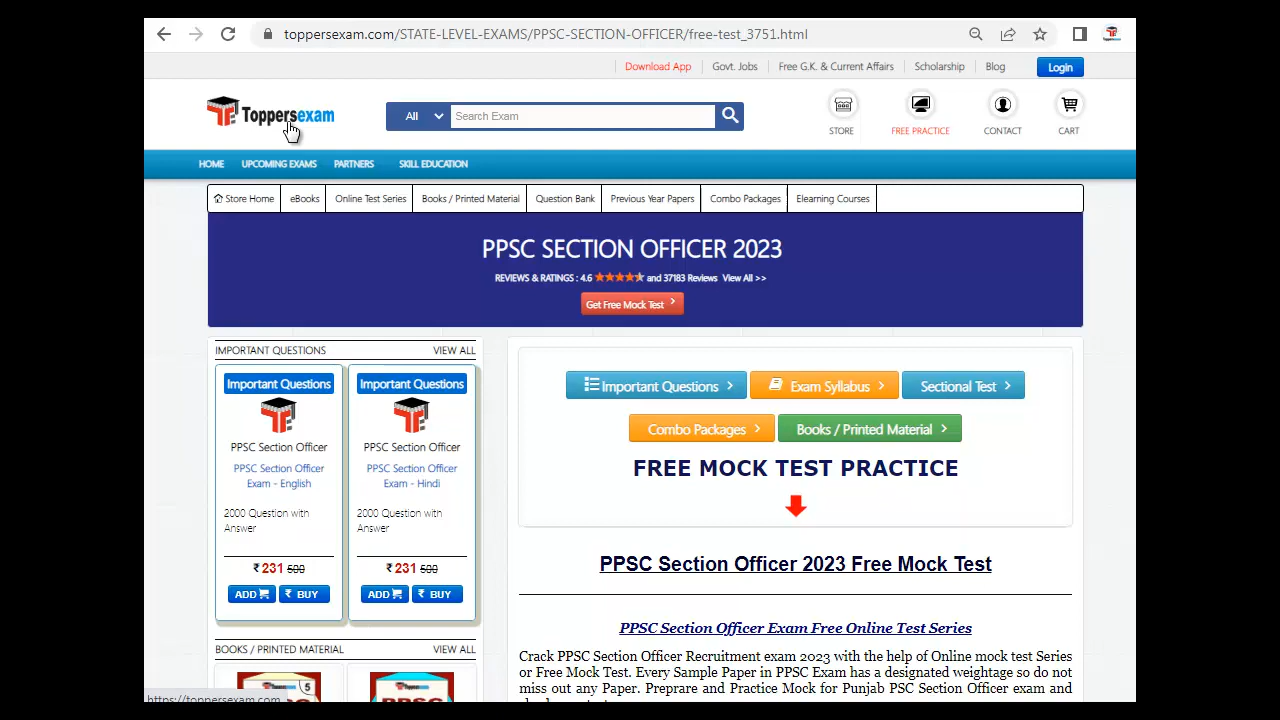 toppersexam.com/STATE-LEVEL-EXAMS/PPSC-SECTION-OFFICER/free-test_3751.html
Download App Govt. Jobs Free G.K. & Current Affairs Scholarship Blog Login
Toppersexam
All Search Exam
STORE FREE PRACTICE CONTACT CART
HOME UPCOMING EXAMS PARTNERS SKILL EDUCATION
Store Home eBooks Online Test Series Books / Printed Material Question Bank Previous Year Papers Combo Packages Elearning Courses
PPSC SECTION OFFICER 2023
REVIEWS & RATINGS : 4.6 and 37183 Reviews View All >>
Get Free Mock Test
IMPORTANT QUESTIONS VIEW ALL
Important Questions
PPSC Section Officer
PPSC Section Officer
Exam - English
2000 Question with
Answer
₹ 231 500
ADD ₹ BUY
Important Questions
PPSC Section Officer
PPSC Section Officer
Exam - Hindi
2000 Question with
Answer
₹ 231 500
ADD ₹ BUY
BOOKS / PRINTED MATERIAL VIEW ALL
Toppersexam 5
Toppersexam
PPSC
https://toppersexam.com
Important Questions Exam Syllabus Sectional Test
Combo Packages Books / Printed Material
FREE MOCK TEST PRACTICE
PPSC Section Officer 2023 Free Mock Test
PPSC Section Officer Exam Free Online Test Series
Crack PPSC Section Officer Recruitment exam 2023 with the help of Online mock test Series
or Free Mock Test. Every Sample Paper in PPSC Exam has a designated weightage so do not
miss out any Paper. Preprare and Practice Mock for Punjab PSC Section Officer exam and